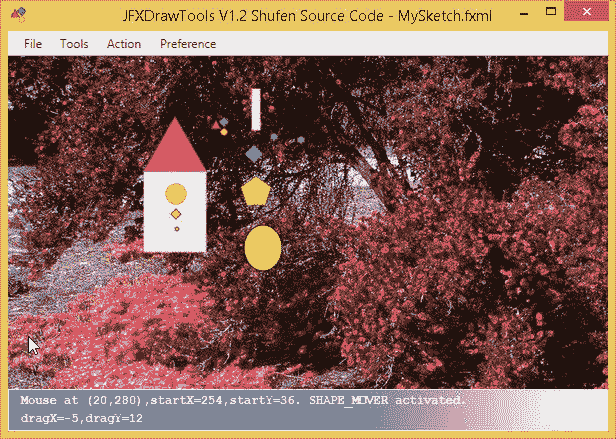 JFXDrawTools V1.2 Shufen Source Code - MySketch.fxml
File Tools Action Preference
Mouse at (20,280),startX=254,startY=36. SHAPE_MOVER activated.
dragX=-5,dragY=12